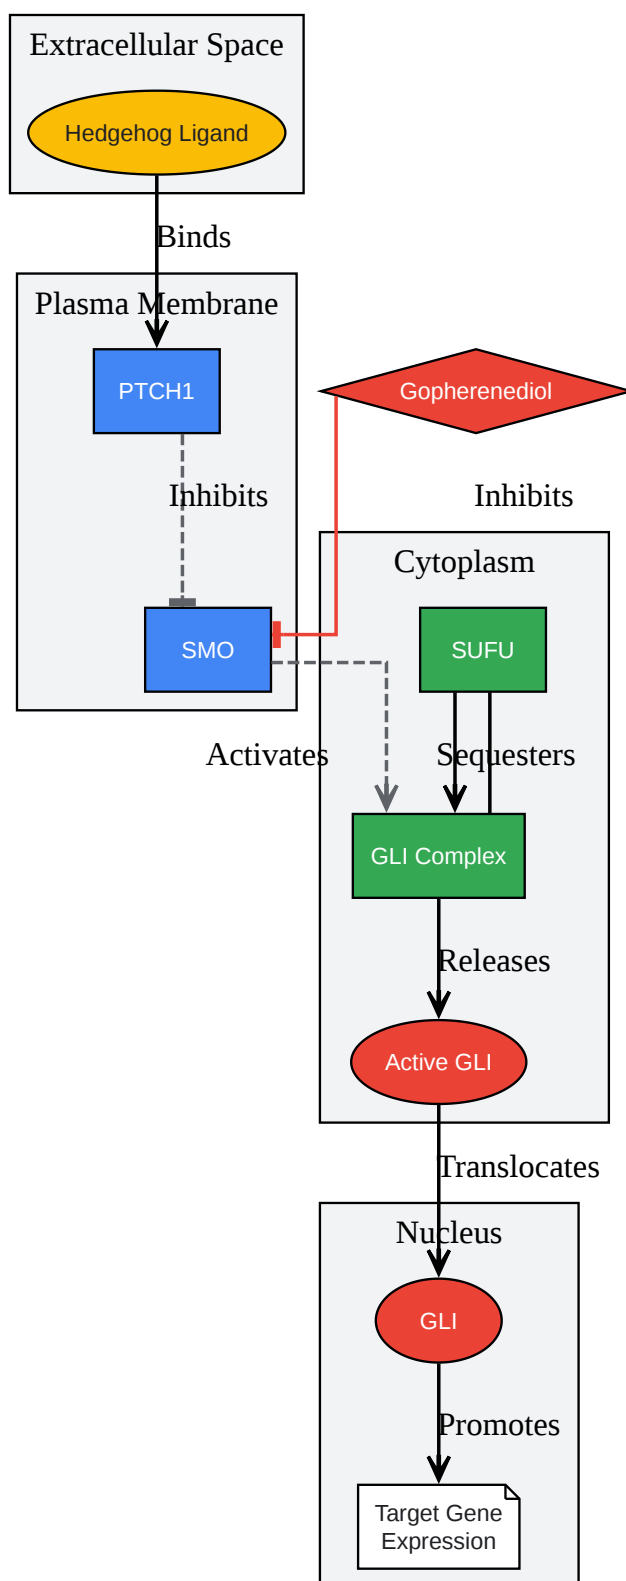 Extracellular Space
Hedgehog Ligand
Binds
Plasma Membrane
PTCH1
Gopherenediol
Inhibits
Inhibits
Cytoplasm
SMO
SUFU
Activates
Sequesters
GLI Complex
Releases
Active GLI
Translocates
Nucleus
GLI
Promotes
Target Gene
Expression